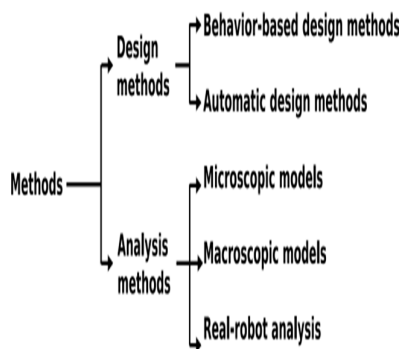 Methods
Design
methods
Behavior-based design methods
Automatic design methods
Analysis
methods
Microscopic models
Macroscopic models
Real-robot analysis